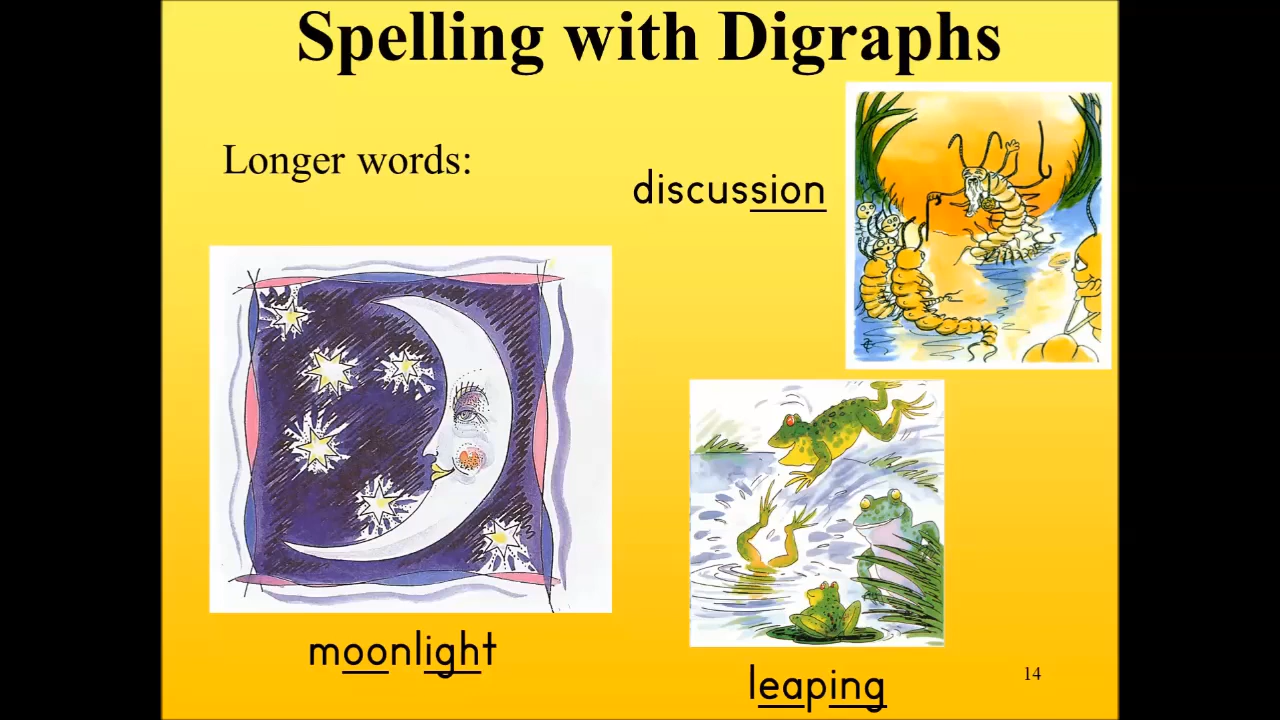 Spelling with Digraphs
Longer words:
discussion
moonlight
leaping
14